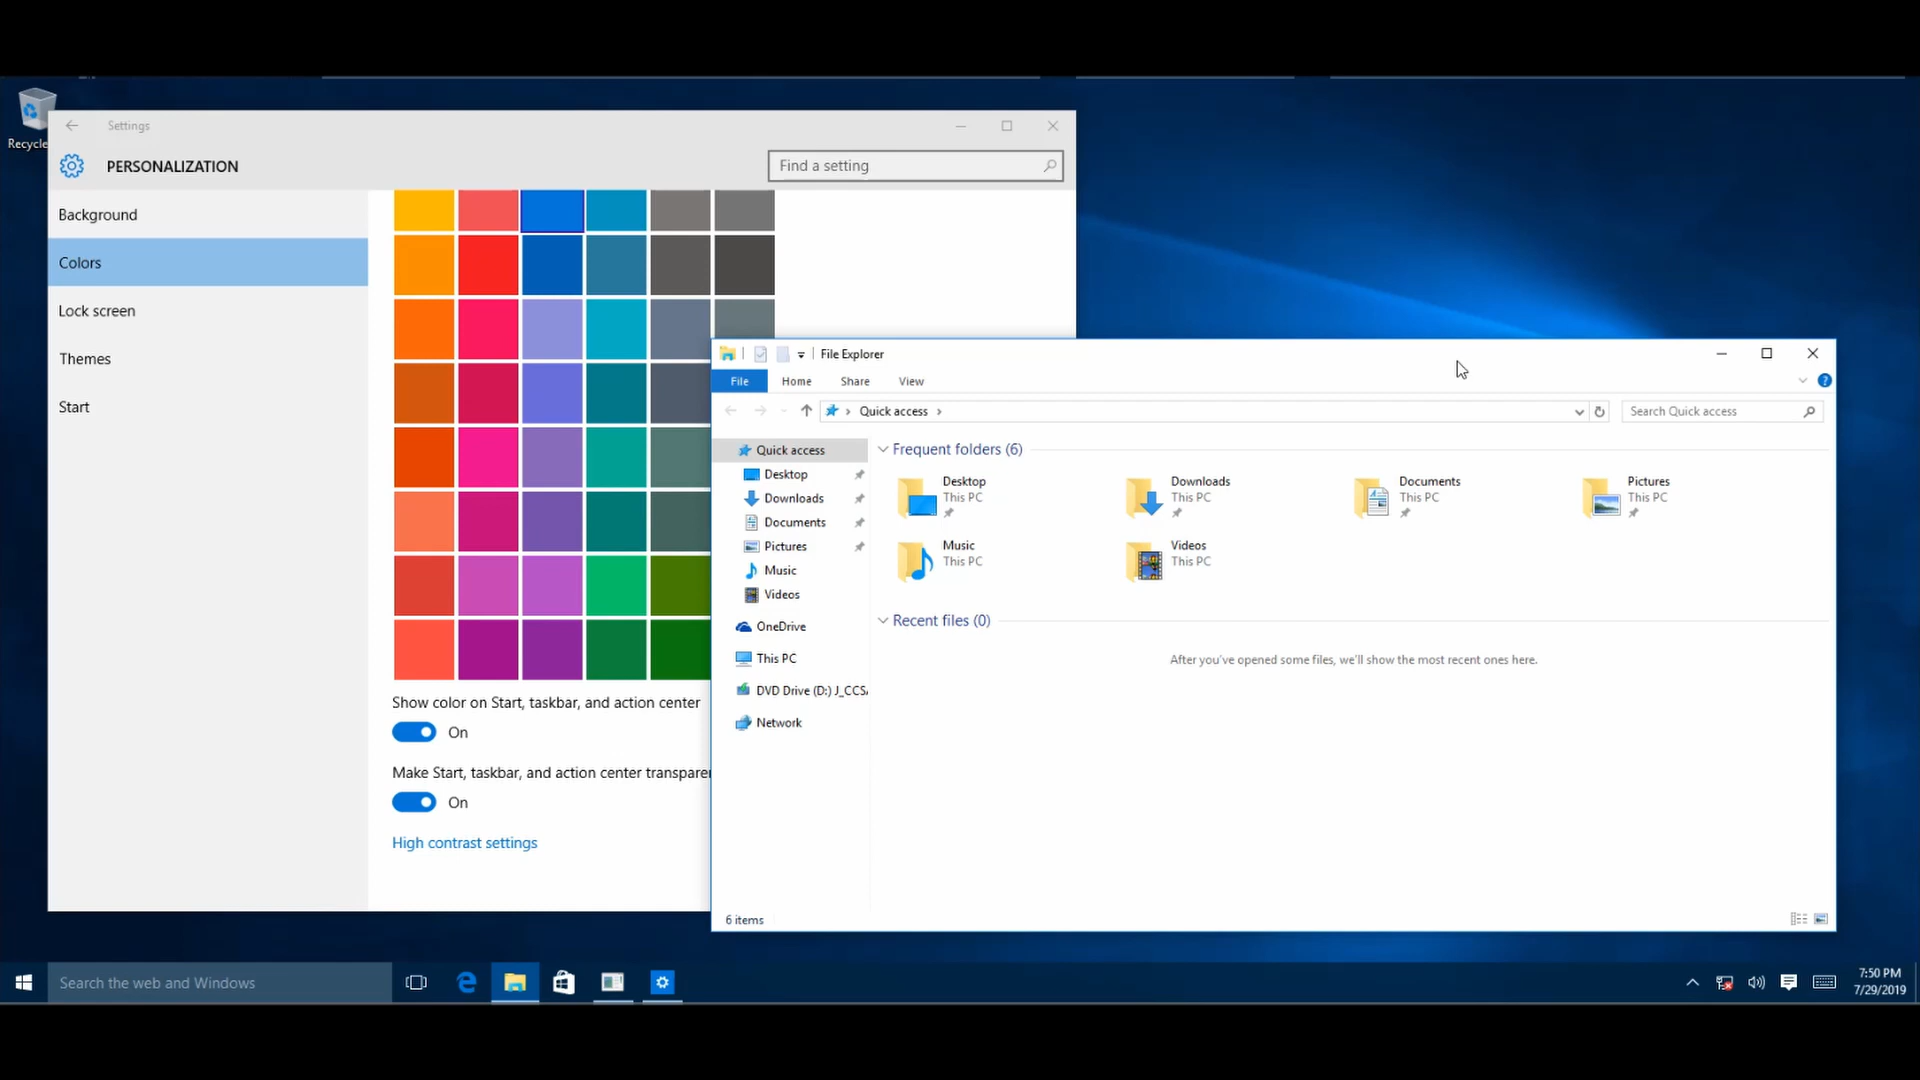 Recycle
Settings
PERSONALIZATION
Find a setting
Background
Colors
Lock screen
Themes
Start
Show color on Start, taskbar, and action center
On
Make Start, taskbar, and action center
On
High contrast settings
File Explorer
File
Home
Share
View
Quick access
Search Quick access
Quick access
Desktop
Downloads
Documents
Pictures
Music
Videos
OneDrive
This PC
DVD Drive (D:) J_CCSA
Network
Frequent folders (6)
Desktop
This PC
Downloads
This PC
Documents
This PC
Pictures
This PC
Music
This PC
Videos
This PC
Recent files (0)
After you've opened some files, we'll show the most recent ones here.
6 items
Search the web and Windows
7:50 PM
7/29/2019